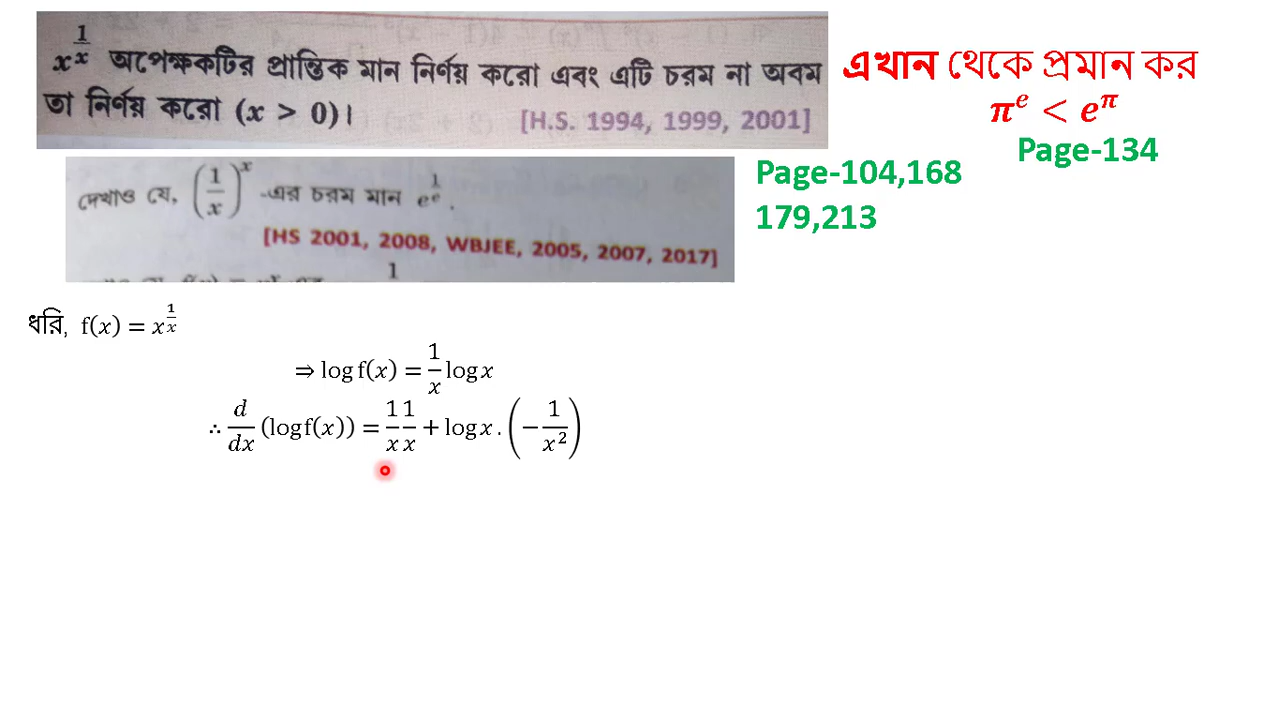 x^{1/x} অপেক্ষকটির প্রান্তিক মান নির্ণয় করো এবং এটি চরম না অবম
তা নির্ণয় করো (x > 0)।
[H.S. 1994, 1999, 2001]
এখান থেকে প্রমান কর
π^e < e^π
Page-134
দেখাও যে, (1/x)^x -এর চরম মান e^{1/e}.
[HS 2001, 2008, WBJEE, 2005, 2007, 2017]
Page-104,168
179,213
ধরি, f(x) = x^{1/x}
⇒ log f(x) = 1/x log x
∴ d/dx (logf(x)) = 1/x 1/x + log x . (− 1/x²)